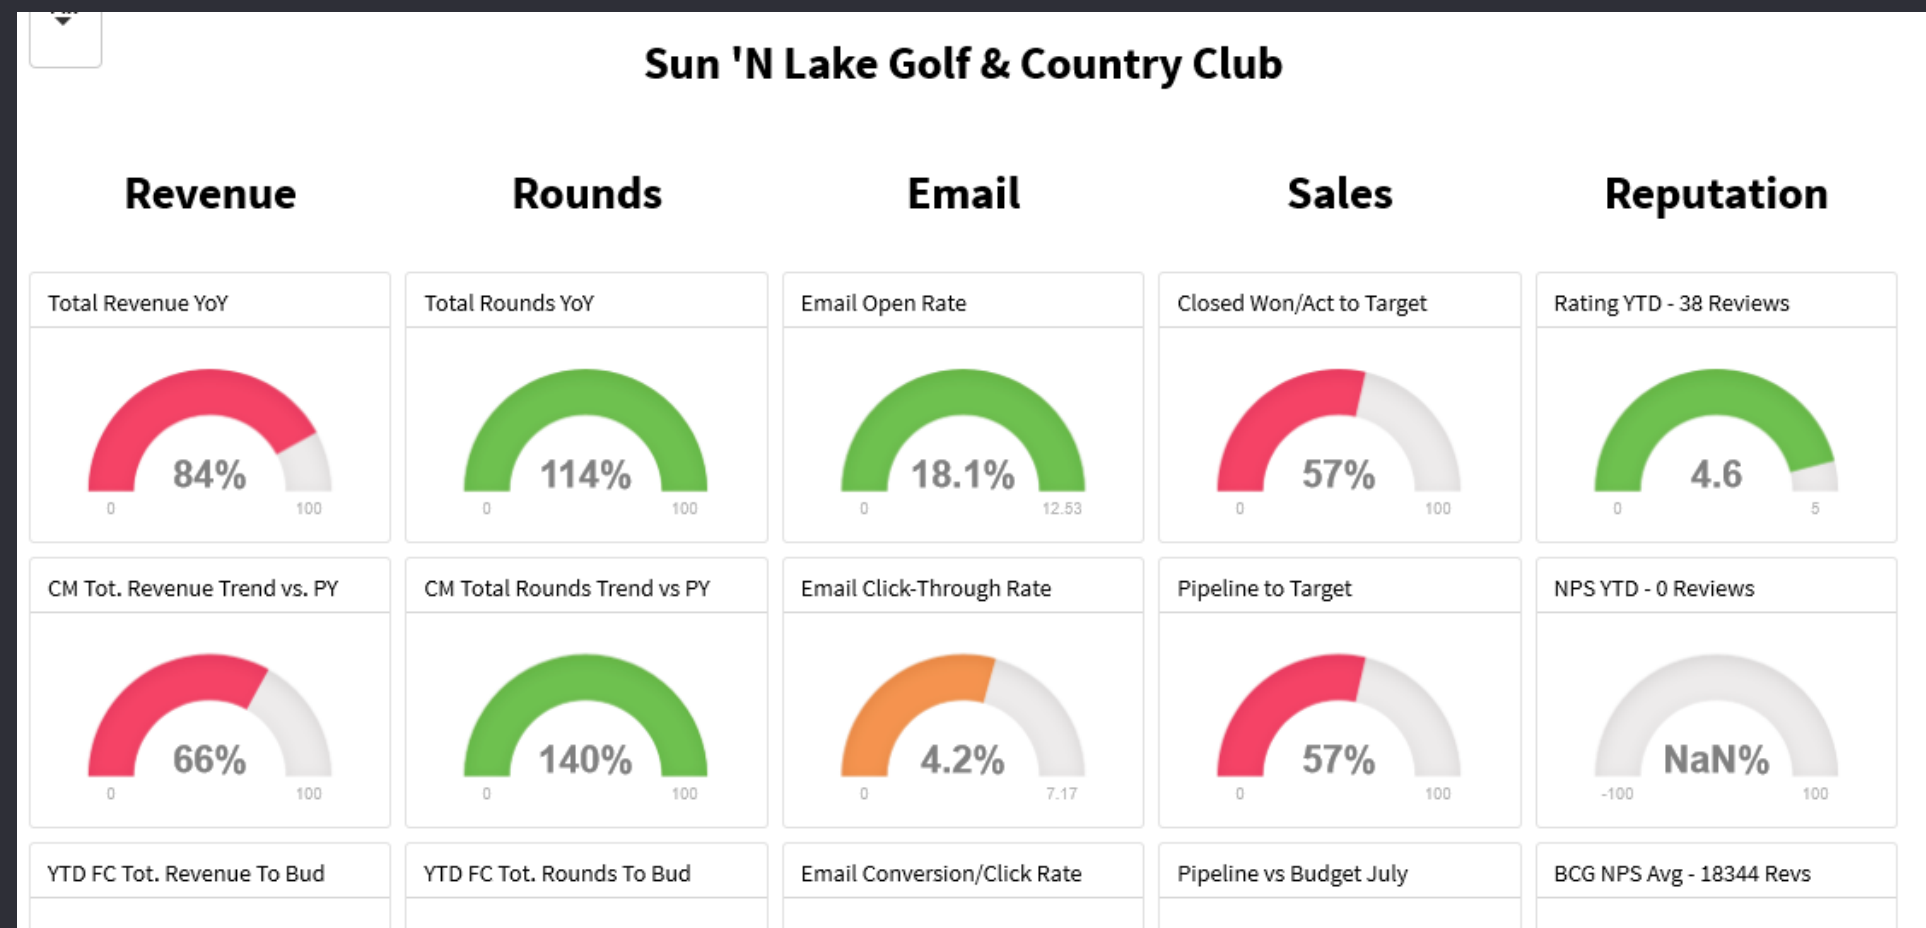 Sun 'N Lake Golf & Country Club
Revenue
Rounds
Email
Sales
Reputation
Total Revenue YoY
84%
0
100
Total Rounds YoY
114%
0
100
Email Open Rate
18.1%
0
12.53
Closed Won/Act to Target
57%
0
100
Rating YTD - 38 Reviews
4.6
0
5
CM Tot. Revenue Trend vs. PY
66%
0
100
CM Total Rounds Trend vs PY
140%
0
100
Email Click-Through Rate
4.2%
0
7.17
Pipeline to Target
57%
0
100
NPS YTD - 0 Reviews
NaN%
-100
100
YTD FC Tot. Revenue To Bud
YTD FC Tot. Rounds To Bud
Email Conversion/Click Rate
Pipeline vs Budget July
BCG NPS Avg - 18344 Revs